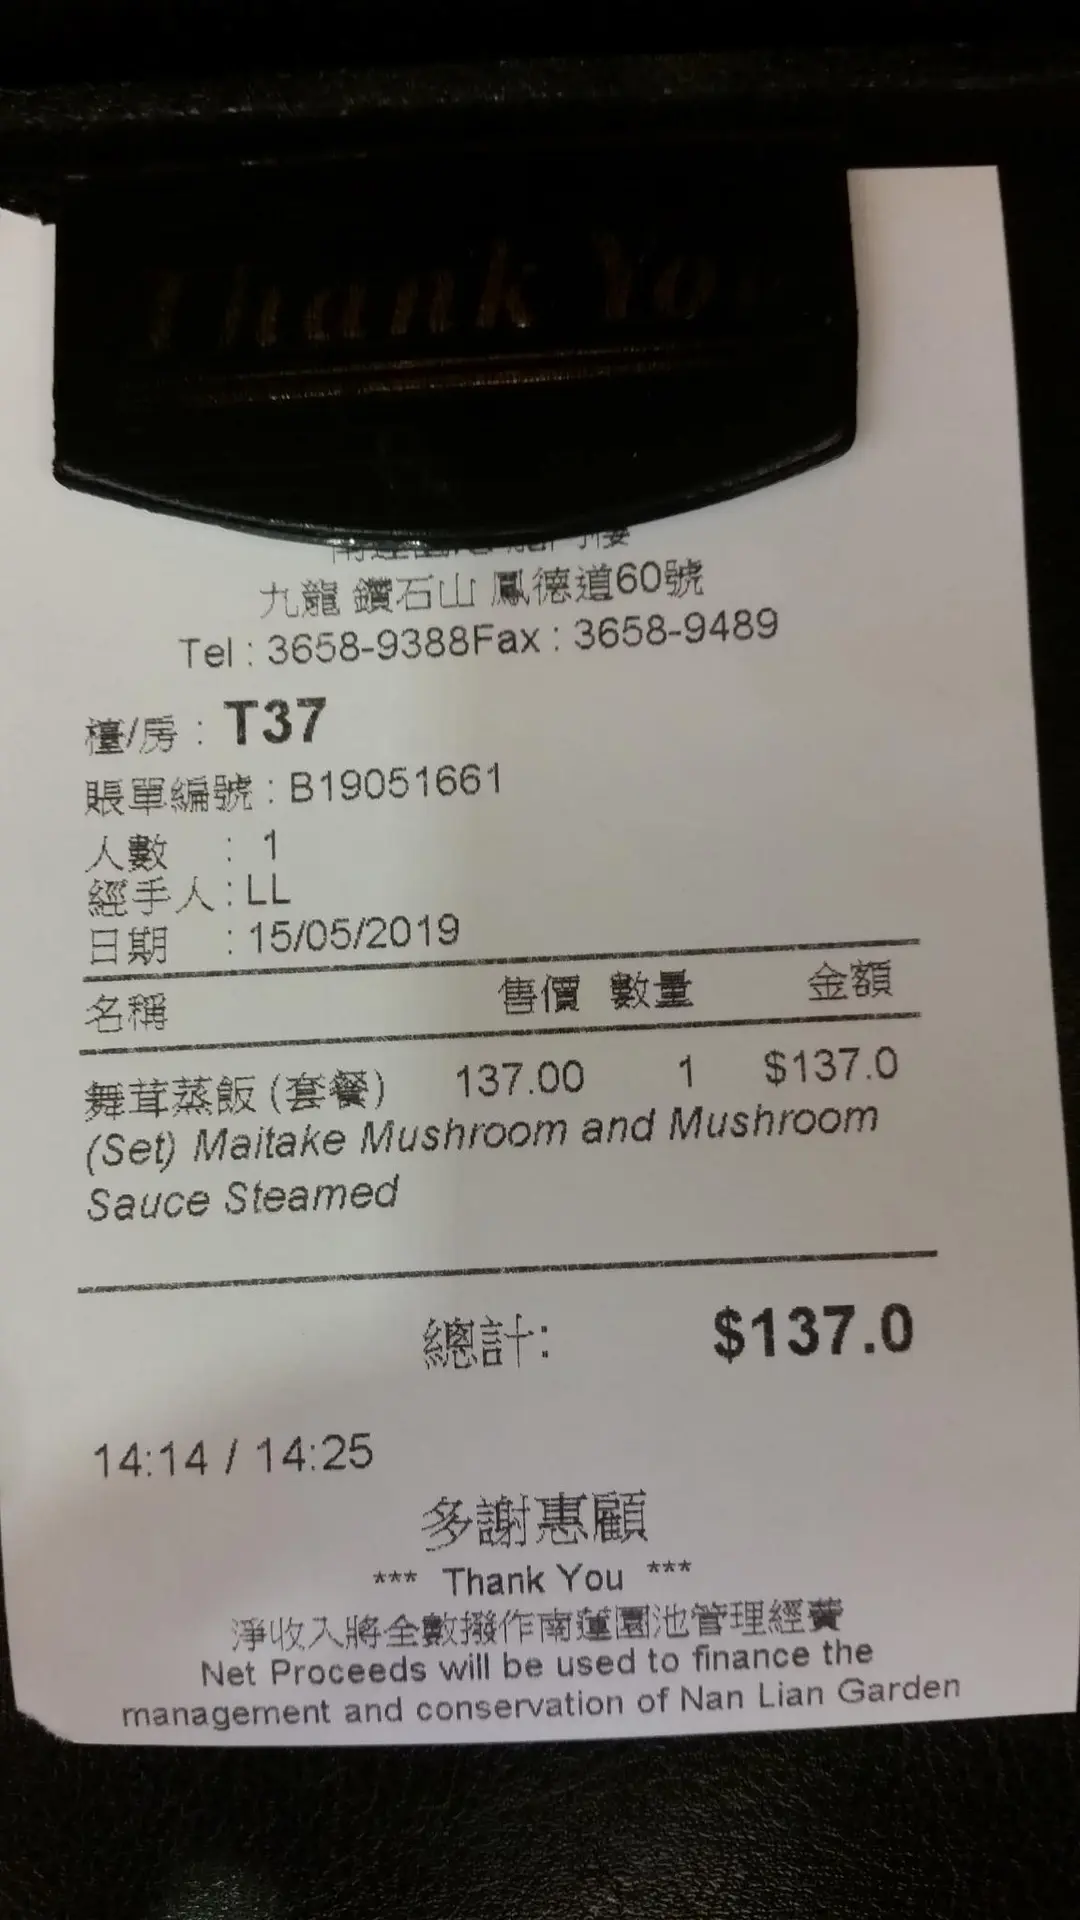 Thank Yo
九龍 鑽石山 鳳德道60號
Tel : 3658-9388Fax : 3658-9489
檯/房 : T37
賬單編號 : B19051661
人數 : 1
經手人 : LL
日期 : 15/05/2019
名稱 售價 數量 金額
舞茸蒸飯 (套餐) 137.00 1 $137.0
(Set) Maitake Mushroom and Mushroom
Sauce Steamed
總計: $137.0
14:14 / 14:25
多謝惠顧
*** Thank You ***
淨收入將全數撥作南蓮園池管理經費
Net Proceeds will be used to finance the
management and conservation of Nan Lian Garden